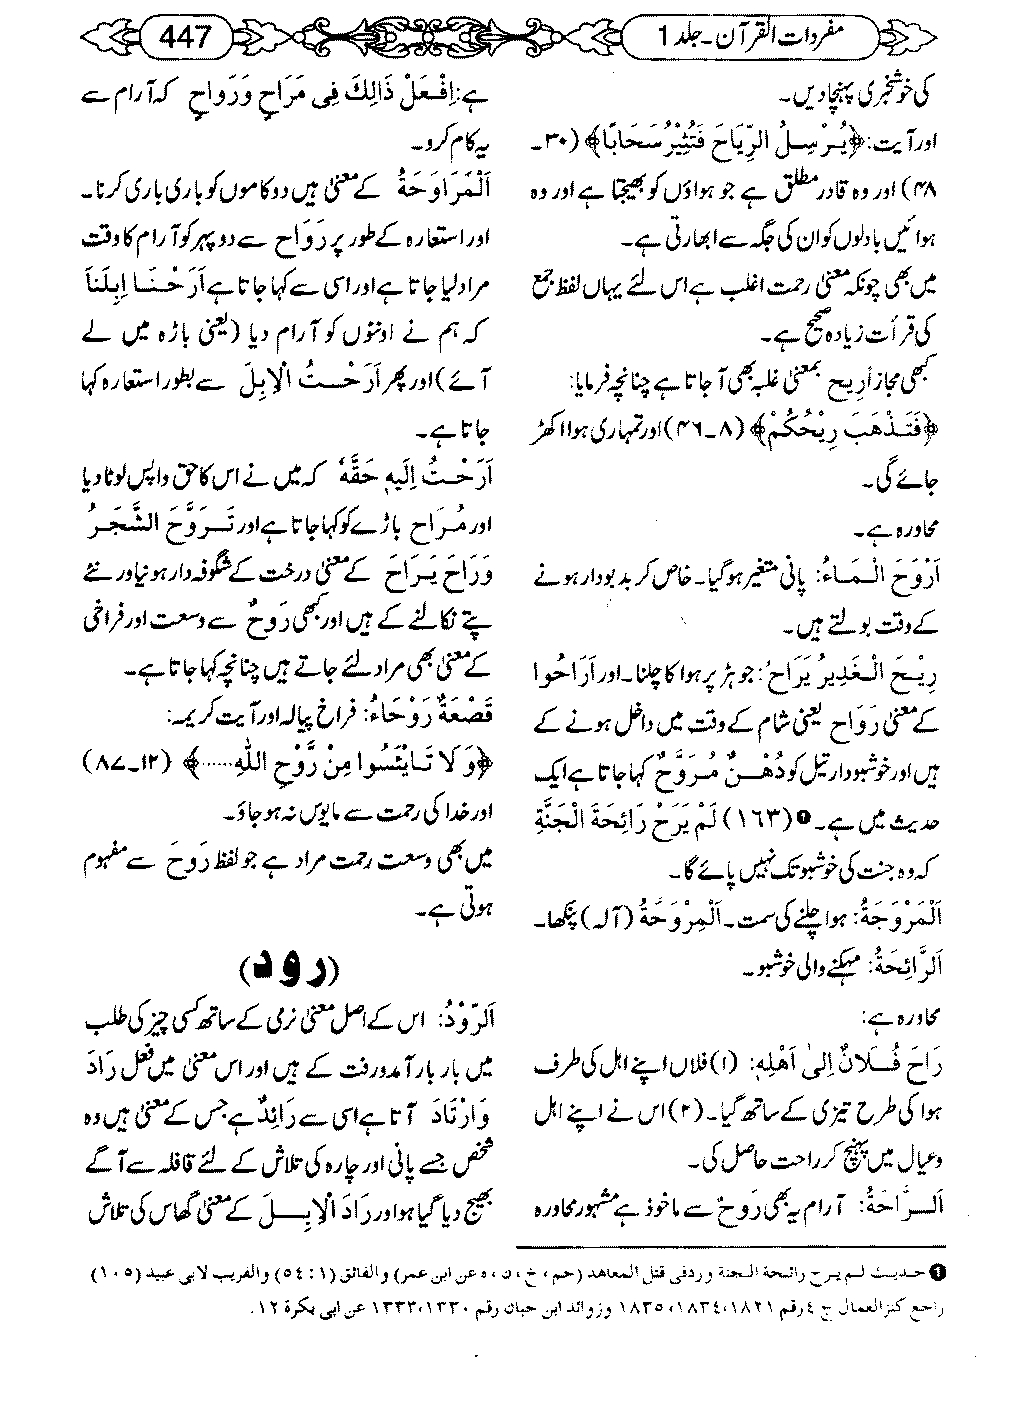 مفردات القرآن۔جلد 1
447
کی خوشخبری پہنچادیں۔
اور آیت:﴿یُرْسِلُ الرِّیَاحَ فَتُثِیْرُ سَحَابًا﴾ (۳۰۔
۴۸) اور وہ قادر مطلق ہے جو ہواؤں کو بھیجتا ہے اور وہ
ہوائیں بادلوں کو ان کی جگہ سے ابھارتی ہے۔
میں بھی چونکہ معنی رحمت اغلب ہے اس لئے یہاں لفظ جمع
کی قرأت زیادہ صحیح ہے۔
کبھی مجازاً ریح بمعنی غلبہ بھی آ جاتا ہے چنانچہ فرمایا:
﴿فَتَذْهَبَ رِیْحُکُمْ﴾ (۸۔۴۶) اور تمہاری ہوا اکھڑ
جائے گی۔
محاورہ ہے۔
اَرْوَحَ الْمَاءُ: پانی متغیر ہوگیا۔ خاص کر بدبودار ہونے
کے وقت بولتے ہیں۔
رِیْحَ الْغَدِیْرُ یَرَاحُ: جوہڑ پر ہوا کا چلنا۔ اور اَرَاحُوا
کے معنی رَوَاح یعنی شام کے وقت میں داخل ہونے کے
ہیں اور خوشبودار تیل کو دُهْنٌ مُرَوَّحٌ کہا جاتا ہے ایک
حدیث میں ہے۔❶ (۱۶۳) لَمْ یَرَحْ رَائِحَةَ الْجَنَّةِ
کہ وہ جنت کی خوشبو تک نہیں پائے گا۔
اَلْمَرْوَحَةُ: ہوا چلنے کی سمت۔ اَلْمِرْوَحَةُ (آلہ) پنکھا۔
اَلرَّائِحَةُ: مہکنے والی خوشبو۔
محاورہ ہے:
رَاحَ فُلَانٌ اِلیٰ اَهْلِهٖ: (۱) فلاں اپنے اہل کی طرف
ہوا کی طرح تیزی کے ساتھ گیا۔ (۲) اس نے اپنے اہل
وعیال میں پہنچ کر راحت حاصل کی۔
اَلرَّاحَةُ: آرام یہ بھی رَوْحٌ سے ماخوذ ہے مشہور محاورہ
ہے: اِفْعَلْ ذَالِكَ فِی مَرَاحٍ وَرَوَاحٍ کہ آرام سے
یہ کام کرو۔
اَلْمَرَاوَحَةُ کے معنی ہیں دو کاموں کو باری باری کرنا۔
اور استعارہ کے طور پر رَوَاح سے دوپہر کو آرام کا وقت
مراد لیا جاتا ہے اور اسی سے کہا جاتا ہے اَرَحْنَا اِبِلَنَا
کہ ہم نے اونٹوں کو آرام دیا (یعنی باڑہ میں لے
آئے) اور پھر اَرَحْتُ الْاِبِلَ سے بطور استعارہ کہا
جاتا ہے۔
اَرَحْتُ اِلَیْهِ حَقَّهٗ کہ میں نے اس کا حق واپس لوٹا دیا
اور مُرَاح باڑے کو کہا جاتا ہے اور تَرَوَّحَ الشَّجَرُ
وَرَاحَ یَرَاحَ کے معنی درخت کے شگوفہ دار ہونیاور نئے
پتے نکالنے کے ہیں اور کبھی رَوحٌ سے وسعت اور فراخی
کے معنی بھی مراد لئے جاتے ہیں چنانچہ کہا جاتا ہے۔
قَصْعَةٌ رَوْحَاءُ: فراخ پیالہ اور آیت کریمہ:
﴿وَلَا تَایْئَسُوا مِنْ رَّوْحِ اللّٰهِ......﴾ (۱۲۔۸۷)
اور خدا کی رحمت سے مایوس نہ ہوجاؤ۔
میں بھی وسعت رحمت مراد ہے جو لفظ رَوحَ سے مفہوم
ہوتی ہے۔
(رود)
اَلرَّوْدُ: اس کے اصل معنی نرمی کے ساتھ کسی چیز کی طلب
میں بار بار آمد ورفت کے ہیں اور اس معنی میں فعل رَادَ
وَارْتَادَ آتا ہے اسی سے رَائِدٌ ہے جس کے معنی ہیں وہ
شخص جسے پانی اور چارہ کی تلاش کے لئے قافلہ سے آگے
بھیج دیا گیا ہو اور رَادَ الْاِبِلَ کے معنی گھاس کی تلاش
❶ حدیث لم یرح رائحة الجنة وردفی قتل المعاهد (حم، خ، ن، ه عن ابن عمر) والفائق (۱: ٥٤) والغریب لابی عبید (۱۰۵)
راجع کنزالعمال ج ٤ رقم ۱۸۲۱، ۱۸۳٤، ۱۸۳۵ وزوائد ابن حبان رقم ۱۳۳۰، ۱۳۳۳ عن ابی بکرة ۱۲.